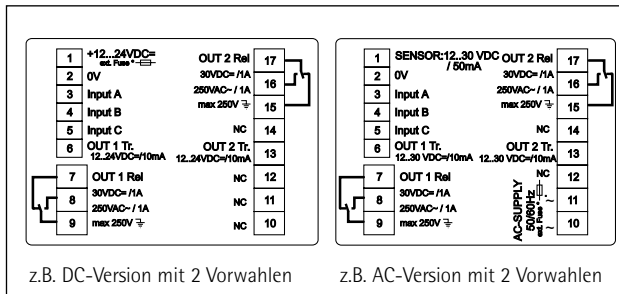 1 +12...24VDC= OUT 2 Rel 17
ext. Fuse *
2 0V 30VDC= /1A 16
3 Input A 250VAC~ /1A
4 Input B max 250V 15
5 Input C NC 14
6 OUT 1 Tr. OUT 2 Tr. 13
12..24VDC=/10mA 12..24VDC=/10mA
7 OUT 1 Rel NC 12
30VDC= /1A
8 NC 11
250VAC~ / 1A
9 max 250V NC 10
z.B. DC-Version mit 2 Vorwahlen
1 SENSOR:12..30 VDC OUT 2 Rel 17
/ 50mA
2 0V 30VDC= /1A 16
3 Input A 250VAC~ /1A
4 Input B max 250V 15
5 Input C NC 14
6 OUT 1 Tr. OUT 2 Tr. 13
12..30 VDC=/10mA 12..30 VDC=/10mA
7 OUT 1 Rel NC 12
30VDC= /1A
8 ~ 11
250VAC~ / 1A
9 max 250V ~ 10
AC-SUPPLY
50/60Hz
ext. Fuse *
z.B. AC-Version mit 2 Vorwahlen